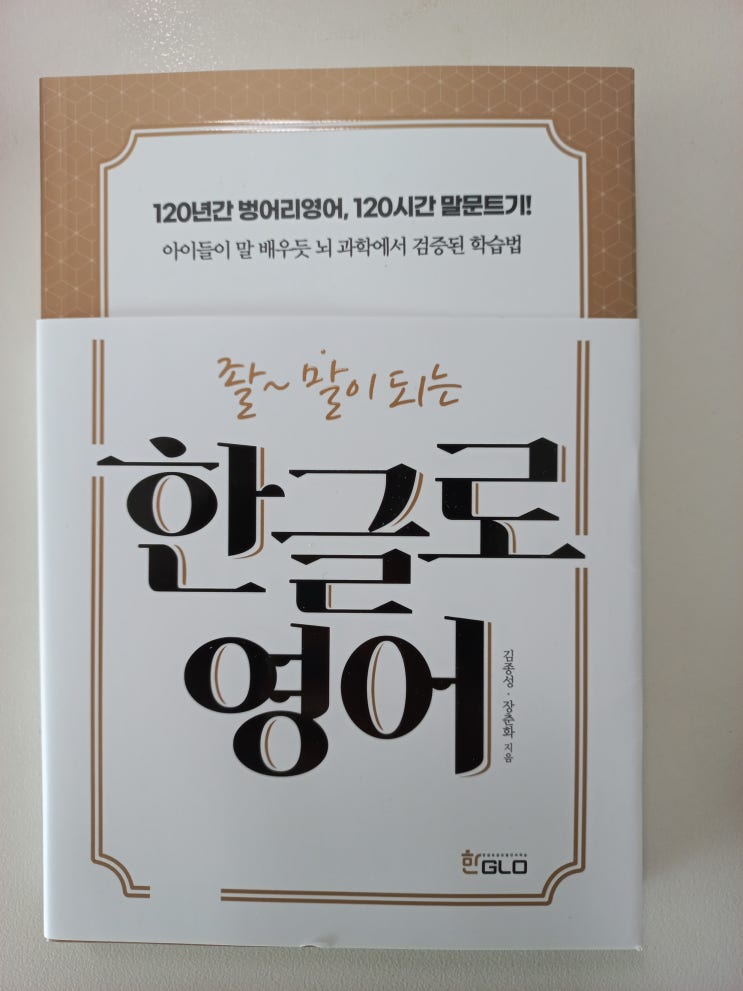 120년간 벙어리영어, 120시간 말문트기!
아이들이 말 배우듯 뇌 과학에서 검증된 학습법
좔~ 말이 되는
한글로
영어
김종성 · 장춘화 지음
한GLO